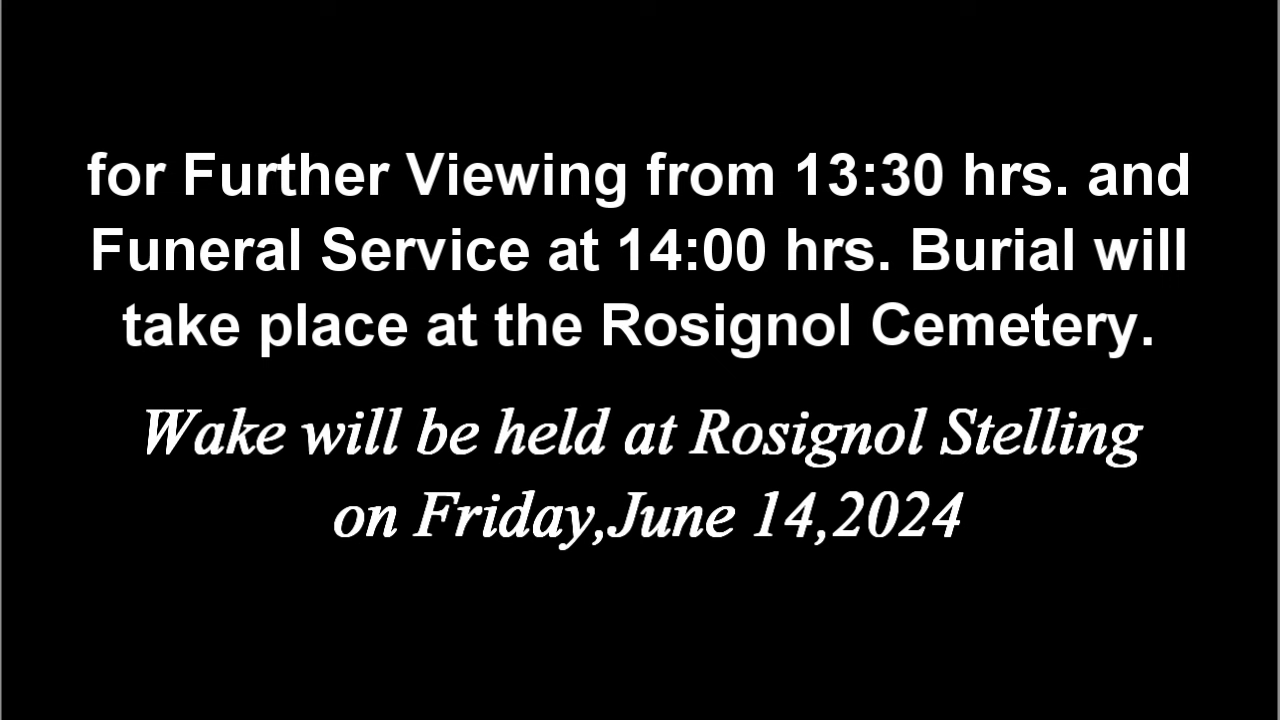 for Further Viewing from 13:30 hrs. and
Funeral Service at 14:00 hrs. Burial will
take place at the Rosignol Cemetery.
Wake will be held at Rosignol Stelling
on Friday,June 14,2024